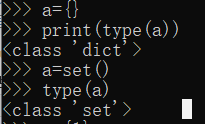 >>> a={}
>>> print(type(a))
<class 'dict'>
>>> a=set()
>>> type(a)
<class 'set'>